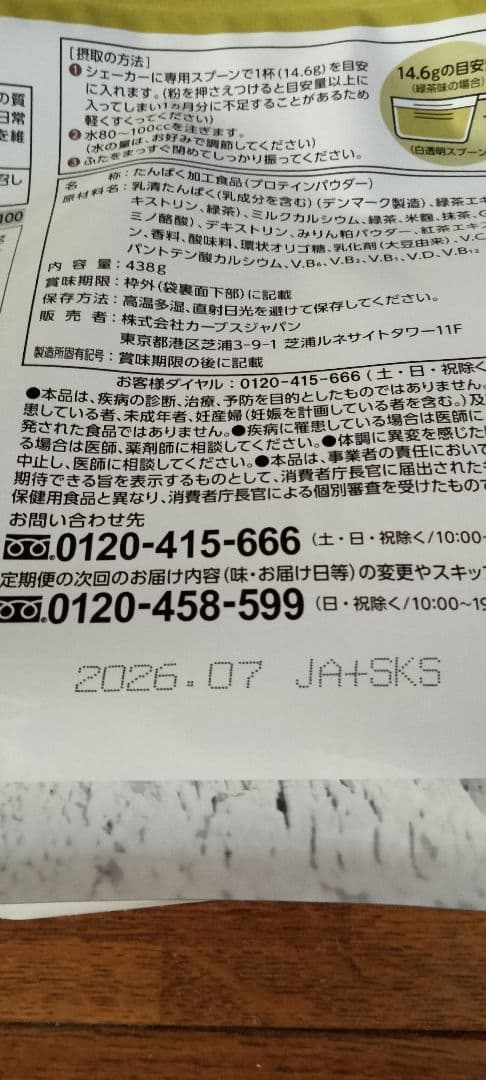 [摂取の方法]
❶シェーカーに専用スプーンで1杯(14.6g)を目安
に入れます。(粉を押さえつけると目安量以上に
入ってしまい1ヵ月分に不足することがあるため
軽くすくってください)
❷水80~100ccを注ぎます。
(水の量は、お好みで調節してください)
❸ふたをまっすぐ閉めてしっかり振ってください。
14.6gの目安
(緑茶味の場合)
(白透明スプーン
の質
日常
を維
召し
100
名 称:たんぱく加工食品(プロテインパウダー)
原材料名:乳清たんぱく(乳成分を含む)(デンマーク製造)、緑茶エキ
キストリン、緑茶)、ミルクカルシウム、緑茶、米麹、抹茶、
ミノ酪酸)、デキストリン、みりん粕パウダー、紅茶エキス
ン、香料、酸味料、環状オリゴ糖、乳化剤(大豆由来)、V.C
パントテン酸カルシウム、V.B₆、V.B₂、V.B₁、V.D、V.B₁₂
内 容 量:438g
賞味期限:枠外(袋裏面下部)に記載
保存方法:高温多湿、直射日光を避けて保存してください。
販 売 者:株式会社カーブスジャパン
東京都港区芝浦3-9-1 芝浦ルネサイトタワー11F
製造所固有記号:賞味期限の後に記載
お客様ダイヤル:0120-415-666(土・日・祝除く
●本品は、疾病の診断、治療、予防を目的としたものではありません。
患している者、未成年者、妊産婦(妊娠を計画している者を含む。)及
発された食品ではありません。●疾病に罹患している場合は医師に
る場合は医師、薬剤師に相談してください。●体調に異変を感じた
中止し、医師に相談してください。●本品は、事業者の責任において
期待できる旨を表示するものとして、消費者庁長官に届出された
保健用食品と異なり、消費者庁長官による個別審査を受けたもので
お問い合わせ先
0120-415-666(土・日・祝除く/10:00~
定期便の次回のお届け内容(味・お届け日等)の変更やスキップ
0120-458-599(日・祝除く/10:00~19
2026.07 JA+SKS